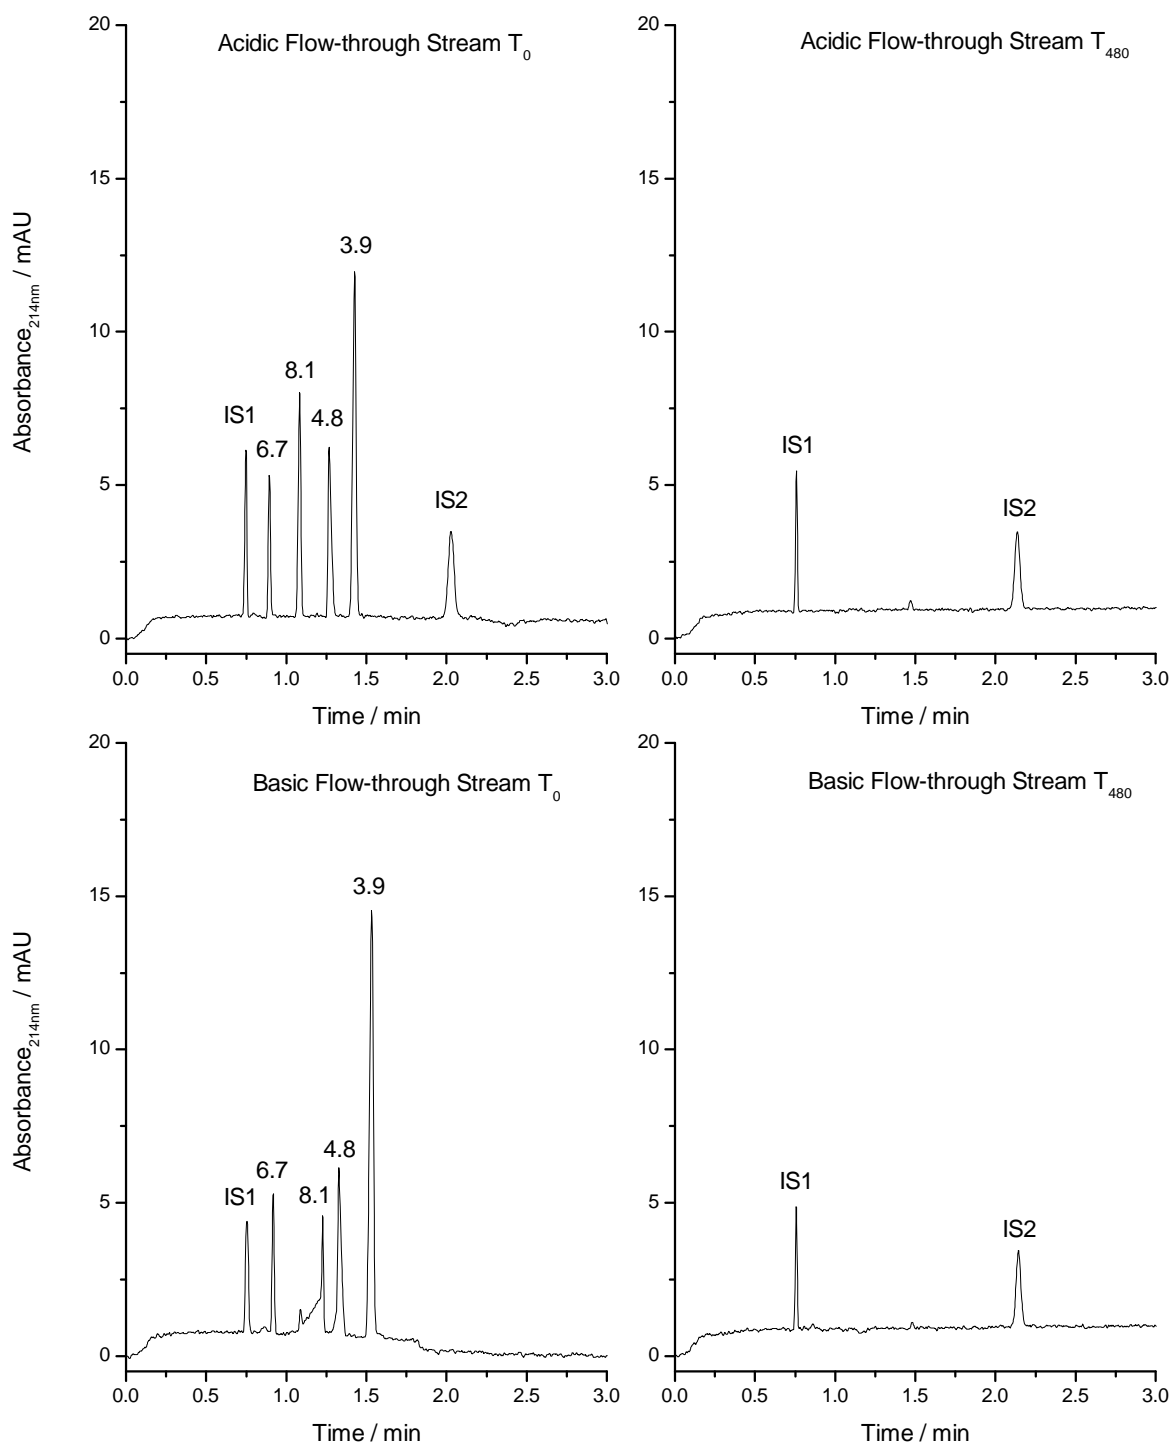 Acidic Flow-through Stream T0
Absorbance214nm / mAU
20
15
10
5
0
IS1
6.7
8.1
4.8
3.9
IS2
0.0 0.5 1.0 1.5 2.0 2.5 3.0
Time / min
Acidic Flow-through Stream T480
20
15
10
5
0
IS1
IS2
0.0 0.5 1.0 1.5 2.0 2.5 3.0
Time / min
Basic Flow-through Stream T0
Absorbance214nm / mAU
20
15
10
5
0
IS1
6.7
8.1
4.8
3.9
0.0 0.5 1.0 1.5 2.0 2.5 3.0
Time / min
Basic Flow-through Stream T480
20
15
10
5
0
IS1
IS2
0.0 0.5 1.0 1.5 2.0 2.5 3.0
Time / min